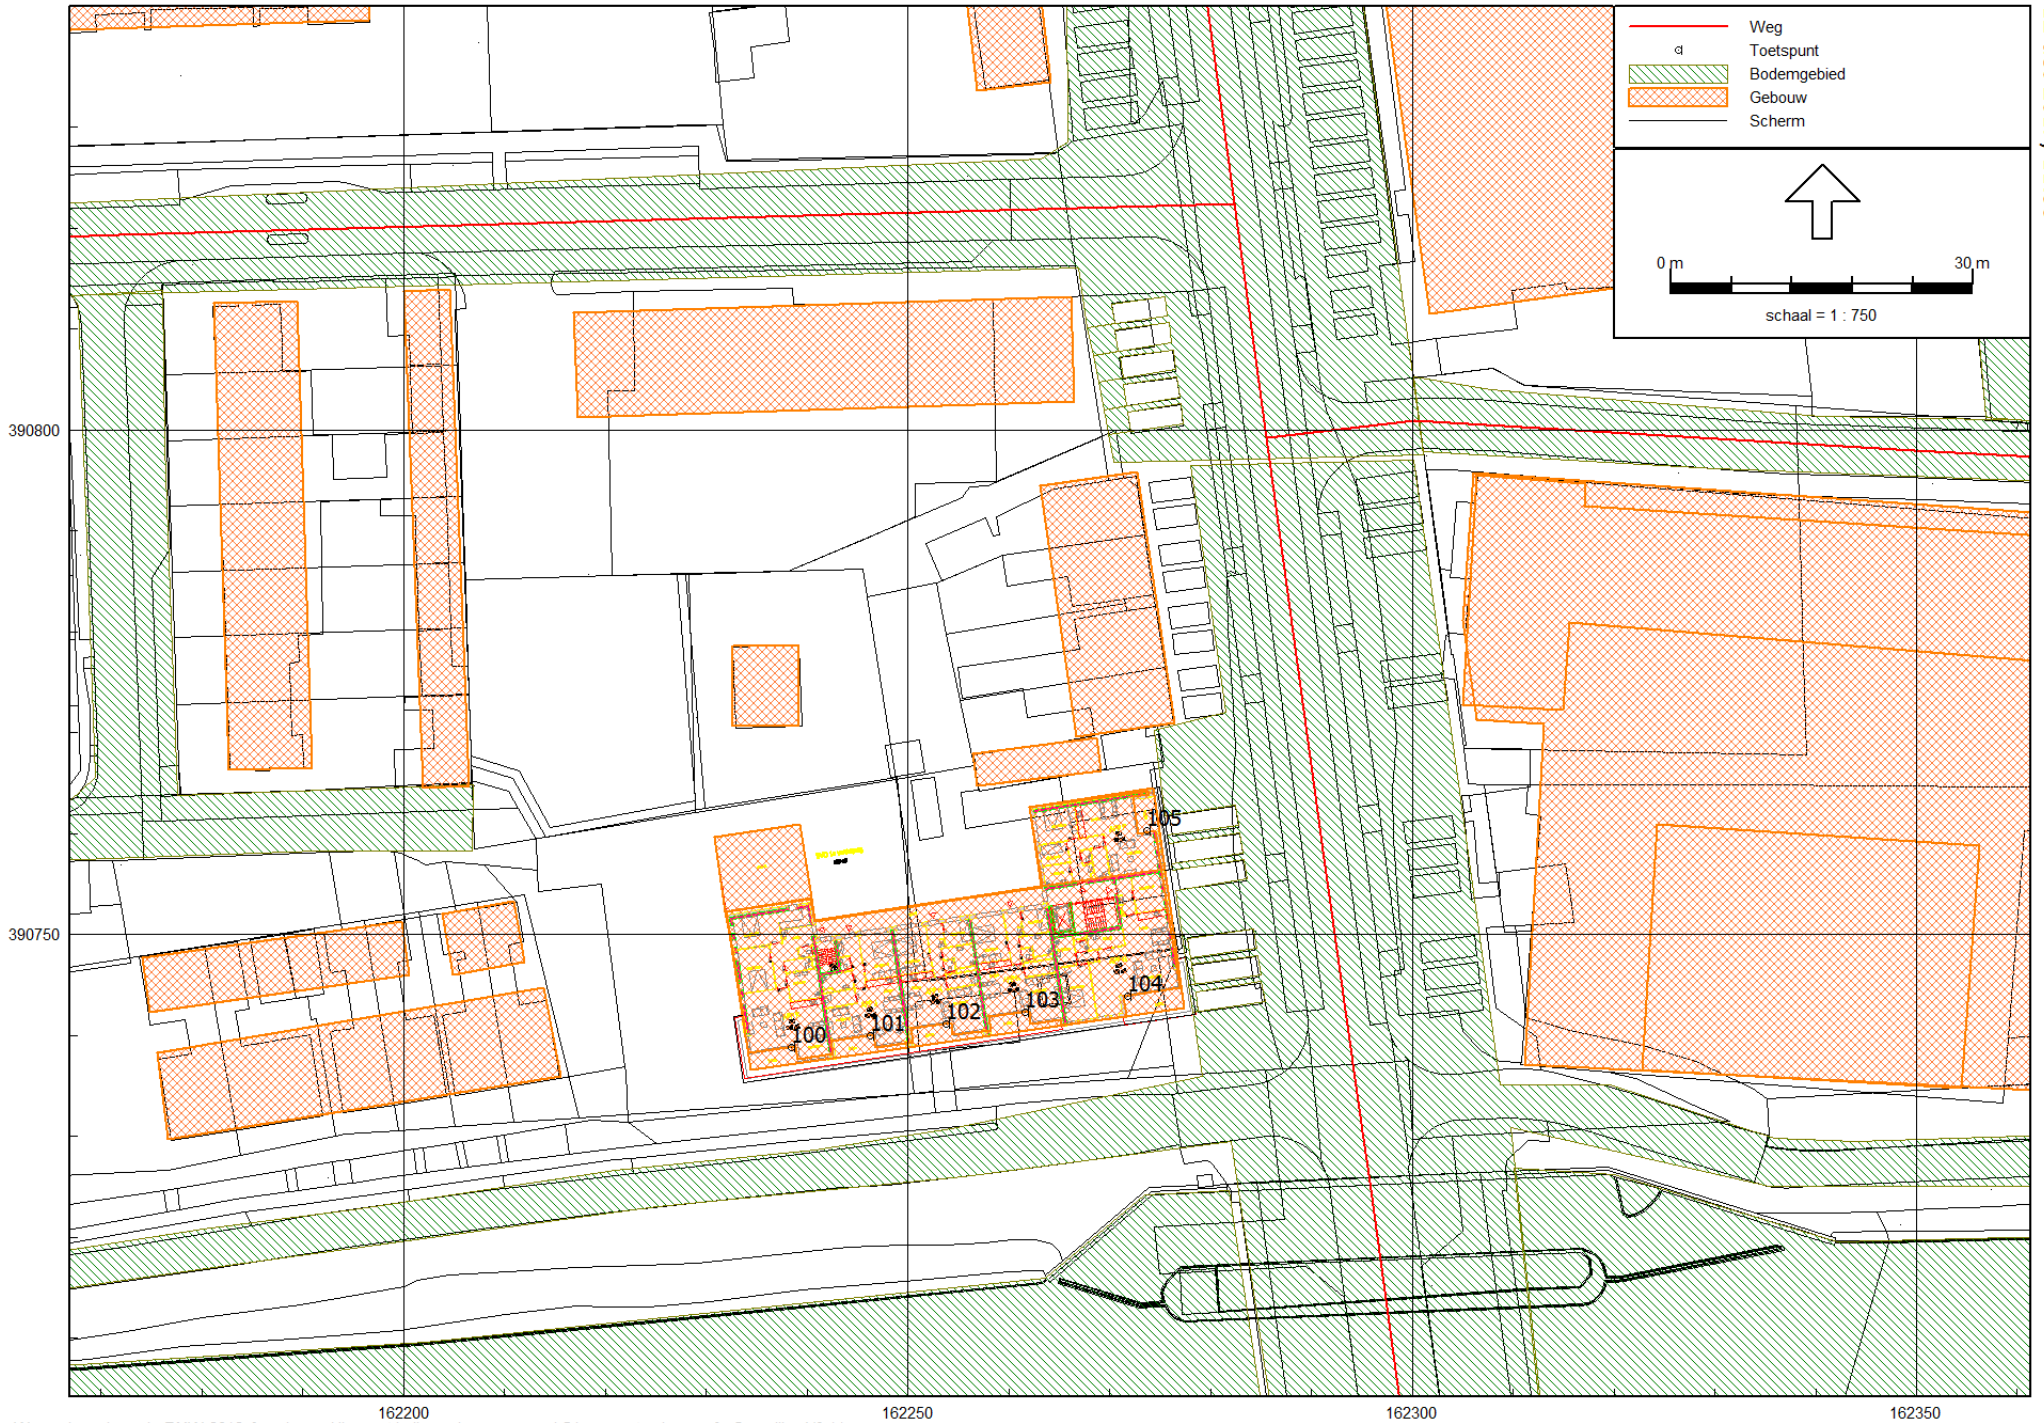 Weg
Toetspunt
Bodemgebied
Gebouw
Scherm
0 m 30 m
schaal = 1 : 750
390800
105
390750
104
103
102
101
100
162200 162250 162300 162350